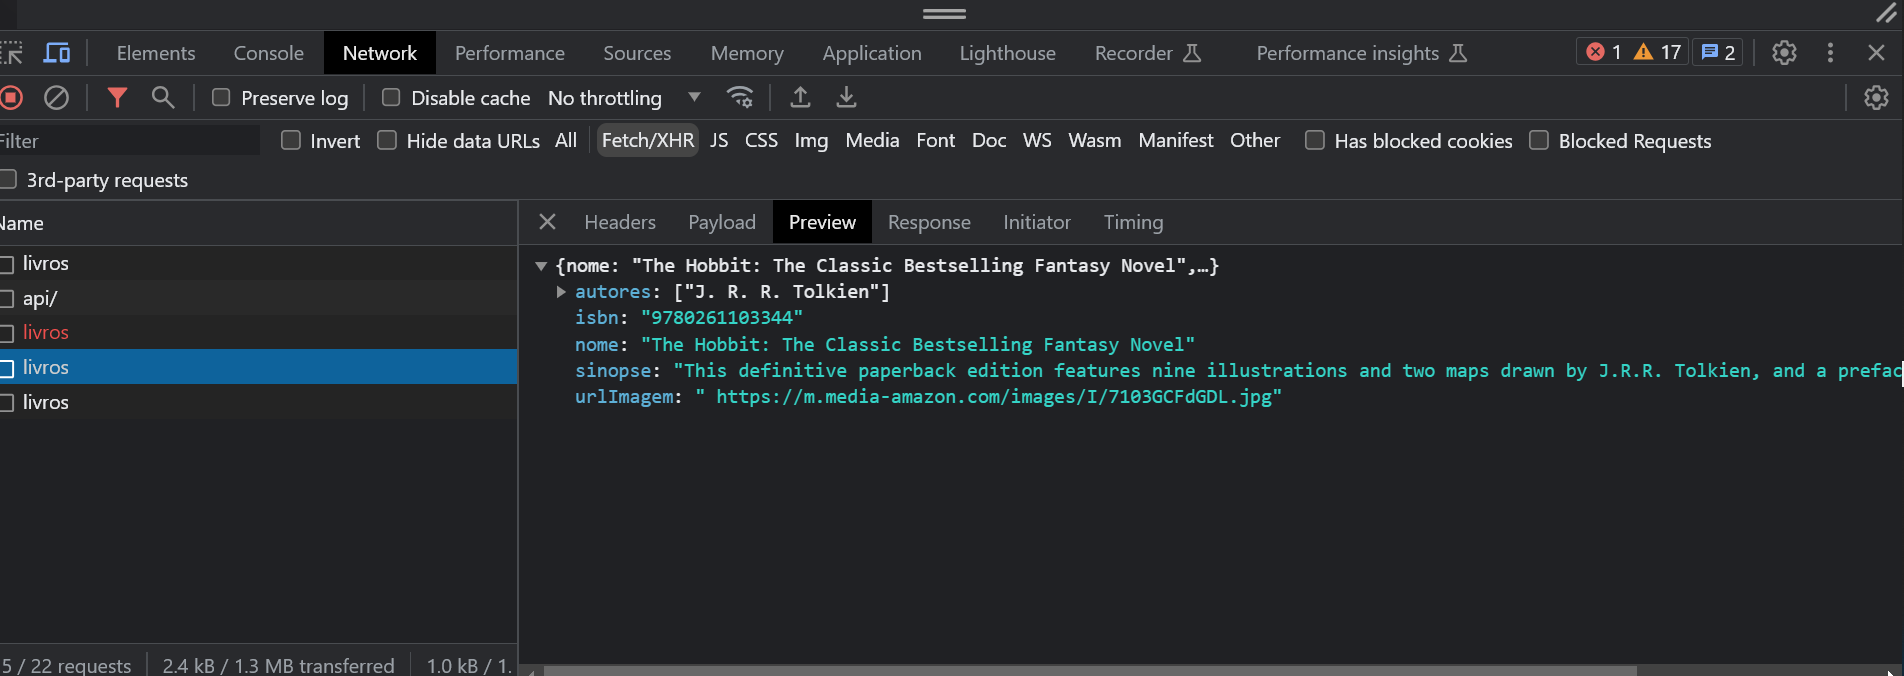 Elements Console Network Performance Sources Memory Application Lighthouse Recorder Performance insights 1 17 2
Preserve log Disable cache No throttling
Filter Invert Hide data URLs All Fetch/XHR JS CSS Img Media Font Doc WS Wasm Manifest Other Has blocked cookies Blocked Requests
3rd-party requests
Name
livros
api/
livros
livros
livros
5 / 22 requests 2.4 kB / 1.3 MB transferred 1.0 kB / 1.
Headers Payload Preview Response Initiator Timing
{nome: "The Hobbit: The Classic Bestselling Fantasy Novel",…}
autores: ["J. R. R. Tolkien"]
isbn: "9780261103344"
nome: "The Hobbit: The Classic Bestselling Fantasy Novel"
sinopse: "This definitive paperback edition features nine illustrations and two maps drawn by J.R.R. Tolkien, and a prefac
urlImagem: " https://m.media-amazon.com/images/I/7103GCFdGDL.jpg"